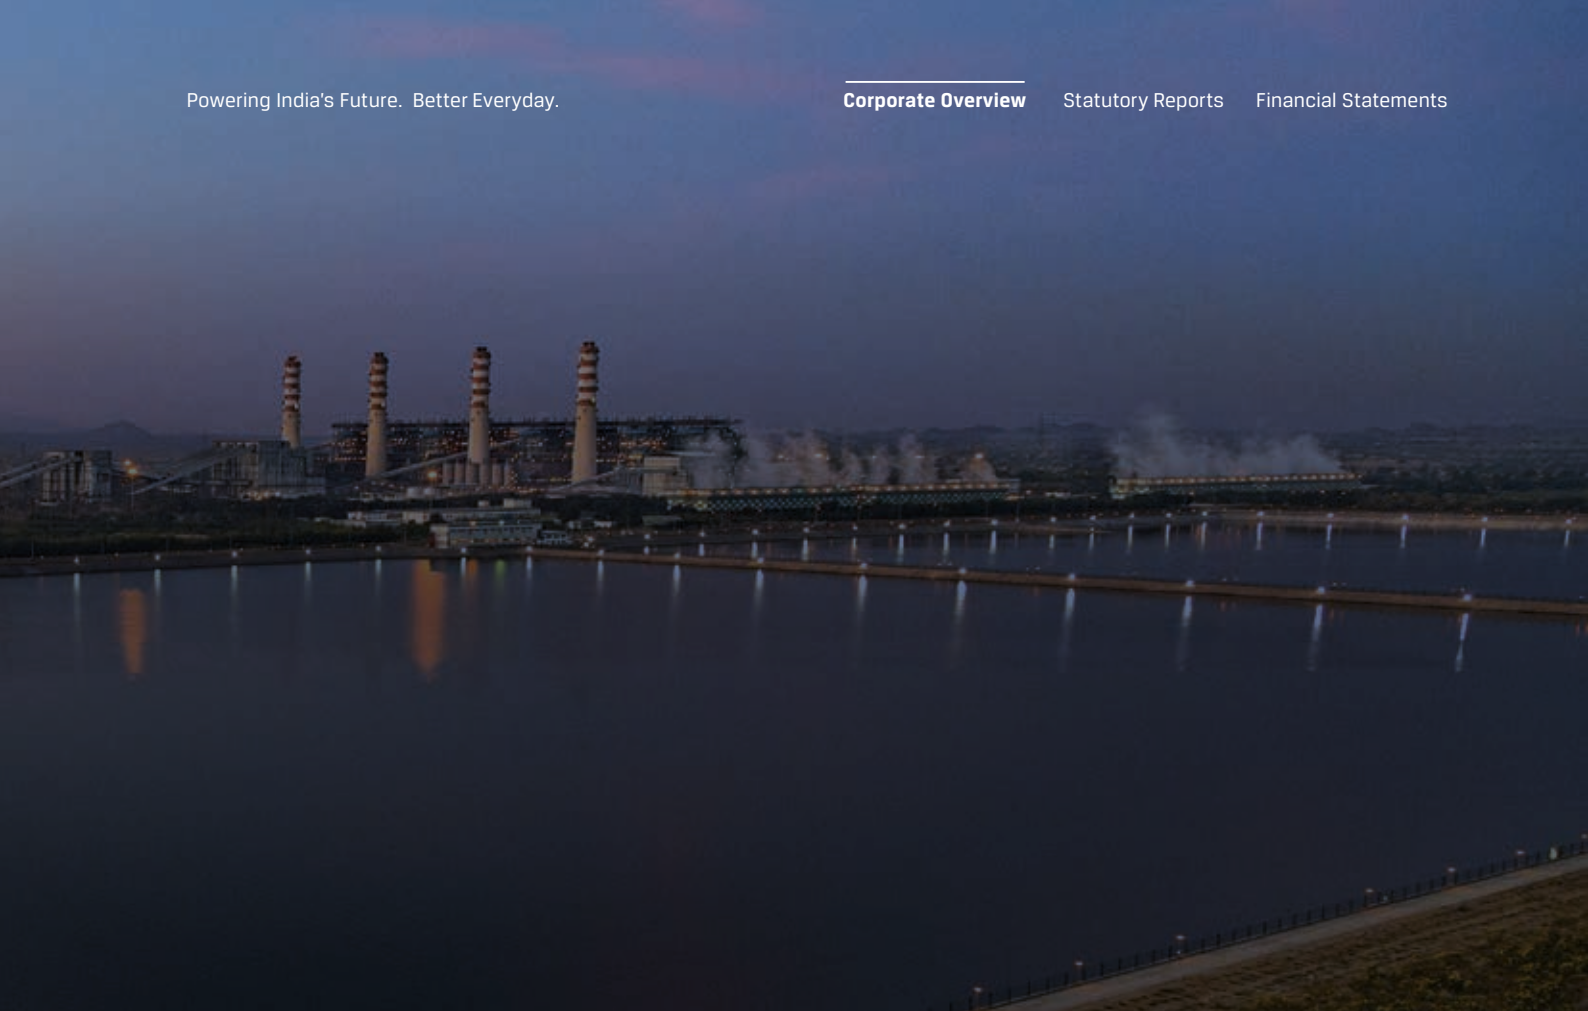 Powering India's Future. Better Everyday.
Corporate Overview Statutory Reports Financial Statements